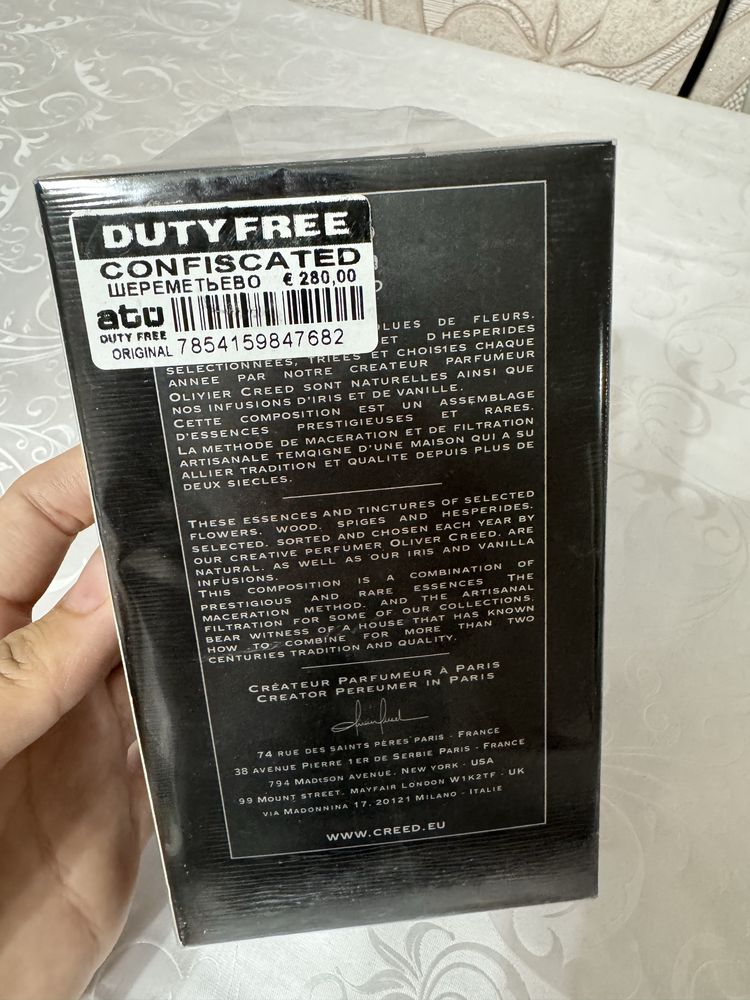 DUTY FREE
CONFISCATED
ШЕРЕМЕТЬЕВО € 280,00
atu
DUTY FREE
ORIGINAL 7854159847682
OLUES DE FLEURS.
ET D HESPERIDES
SELECTIONNEES, TRIEES ET CHOISIES CHAQUE
ANNEE PAR NOTRE CREATEUR PARFUMEUR
OLIVIER CREED SONT NATURELLES AINSI QUE
NOS INFUSIONS D'IRIS ET DE VANILLE.
CETTE COMPOSITION EST UN ASSEMBLAGE
D'ESSENCES PRESTIGIEUSES ET RARES.
LA METHODE DE MACERATION ET DE FILTRATION
ARTISANALE TEMQIGNE D'UNE MAISON QUI A SU
ALLIER TRADITION ET QUALITE DEPUIS PLUS DE
DEUX SIECLES.
THESE ESSENCES AND TINCTURES OF SELECTED
FLOWERS. WOOD. SPIGES AND HESPERIDES.
SELECTED. SORTED AND CHOSEN EACH YEAR BY
OUR CREATIVE PERFUMER OLIVER CREED. ARE
NATURAL. AS WELL AS OUR IRIS AND VANILLA
INFUSIONS.
THIS COMPOSITION IS A COMBINATION OF
PRESTIGIOUS AND RARE ESSENCES THE
MACERATION METHOD. AND THE ARTISANAL
FILTRATION FOR SOME OF OUR COLLECTIONS.
BEAR WITNESS OF A HOUSE THAT HAS KNOWN
HOW TO COMBINE FOR MORE THAN TWO
CENTURIES TRADITION AND QUALITY.
CRÉATEUR PARFUMEUR À PARIS
CREATOR PEREUMER IN PARIS
74 RUE DES SAINTS PÈRES PARIS - FRANCE
38 AVENUE PIERRE 1ER DE SERBIE PARIS - FRANCE
794 MADISON AVENUE. NEW YORK - USA
99 MOUNT STREET. MAYFAIR LONDON W1K2TF - UK
VIA MADONNINA 17. 20121 MILANO - ITALIE
WWW.CREED.EU